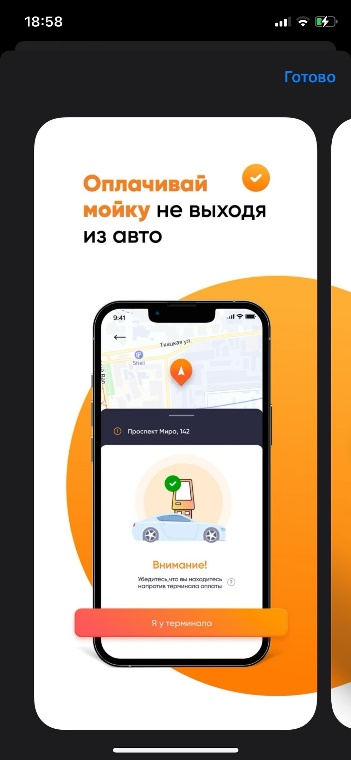 18:58
Готово
Оплачивай
мойку не выходя
из авто
9:41
Тлецкая ул.
Shell
Проспект Мира, 142
Внимание!
Убедитесь,что вы находитесь
напротив терминала оплаты
?
Я у терминала